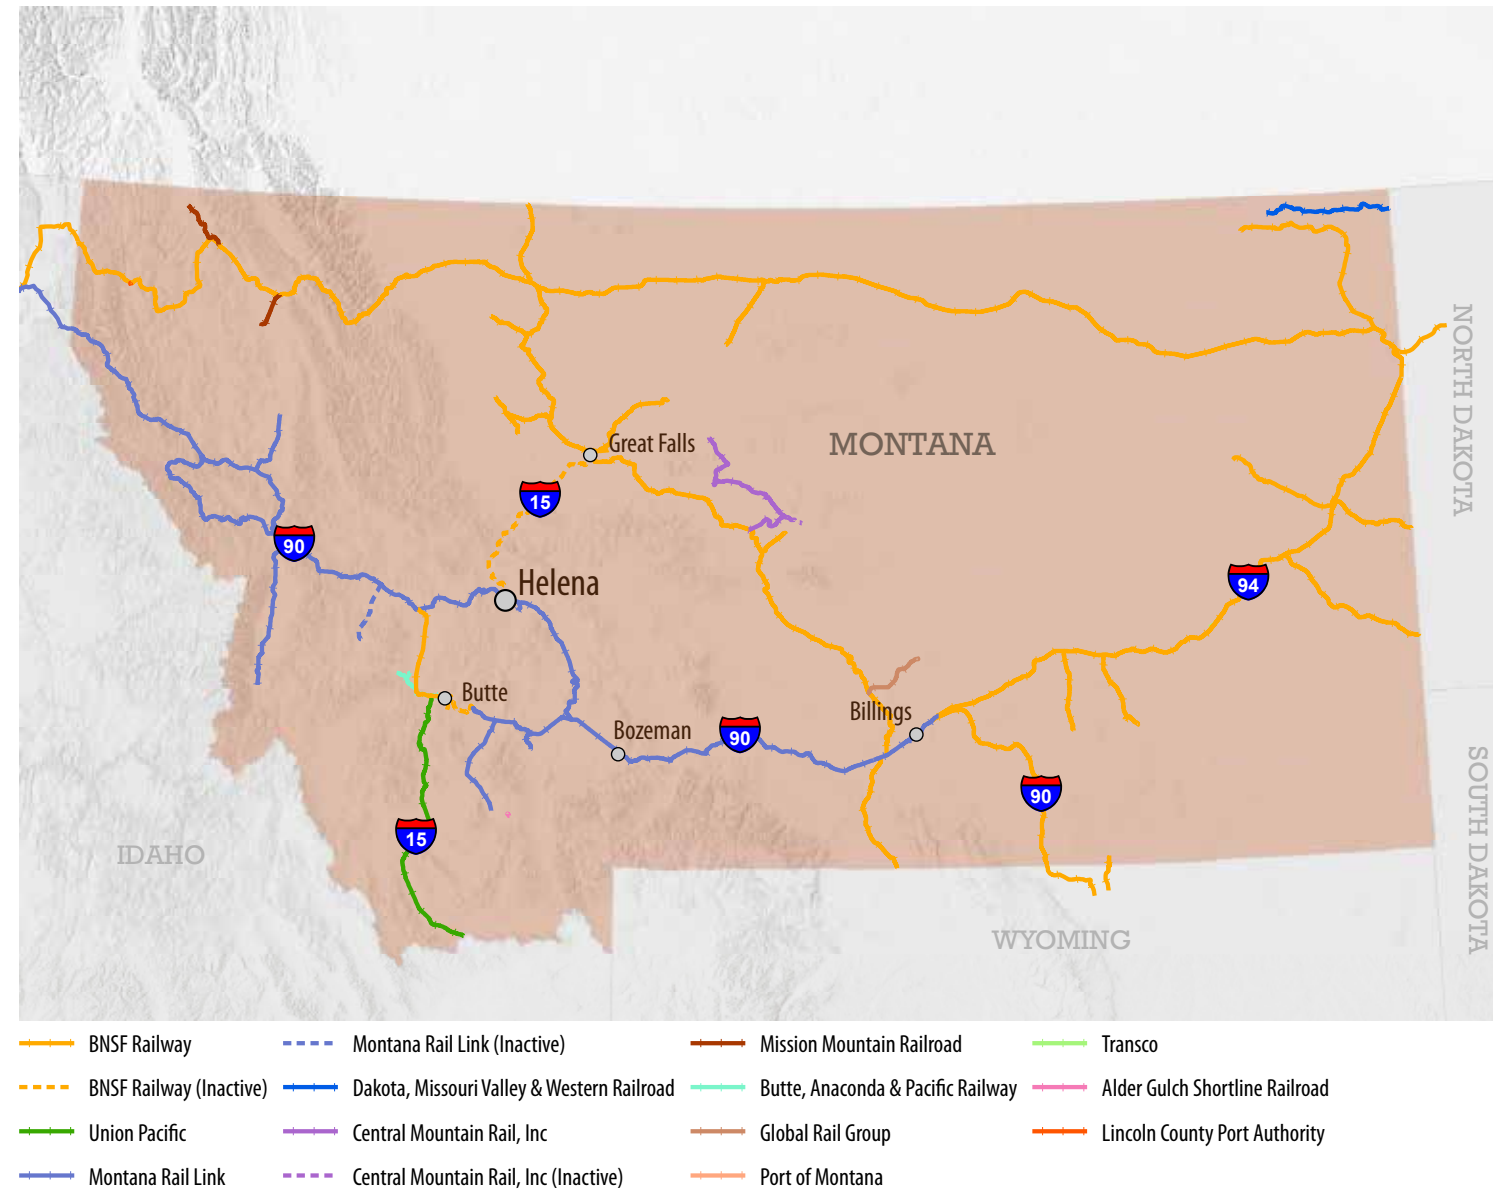 NORTH DAKOTA
Great Falls
MONTANA
15
90
Helena
94
Butte
Billings
Bozeman
90
90
15
SOUTH DAKOTA
IDAHO
WYOMING
BNSF Railway
Montana Rail Link (Inactive)
Mission Mountain Railroad
Transco
BNSF Railway (Inactive)
Dakota, Missouri Valley & Western Railroad
Butte, Anaconda & Pacific Railway
Alder Gulch Shortline Railroad
Union Pacific
Central Mountain Rail, Inc
Global Rail Group
Lincoln County Port Authority
Montana Rail Link
Central Mountain Rail, Inc (Inactive)
Port of Montana